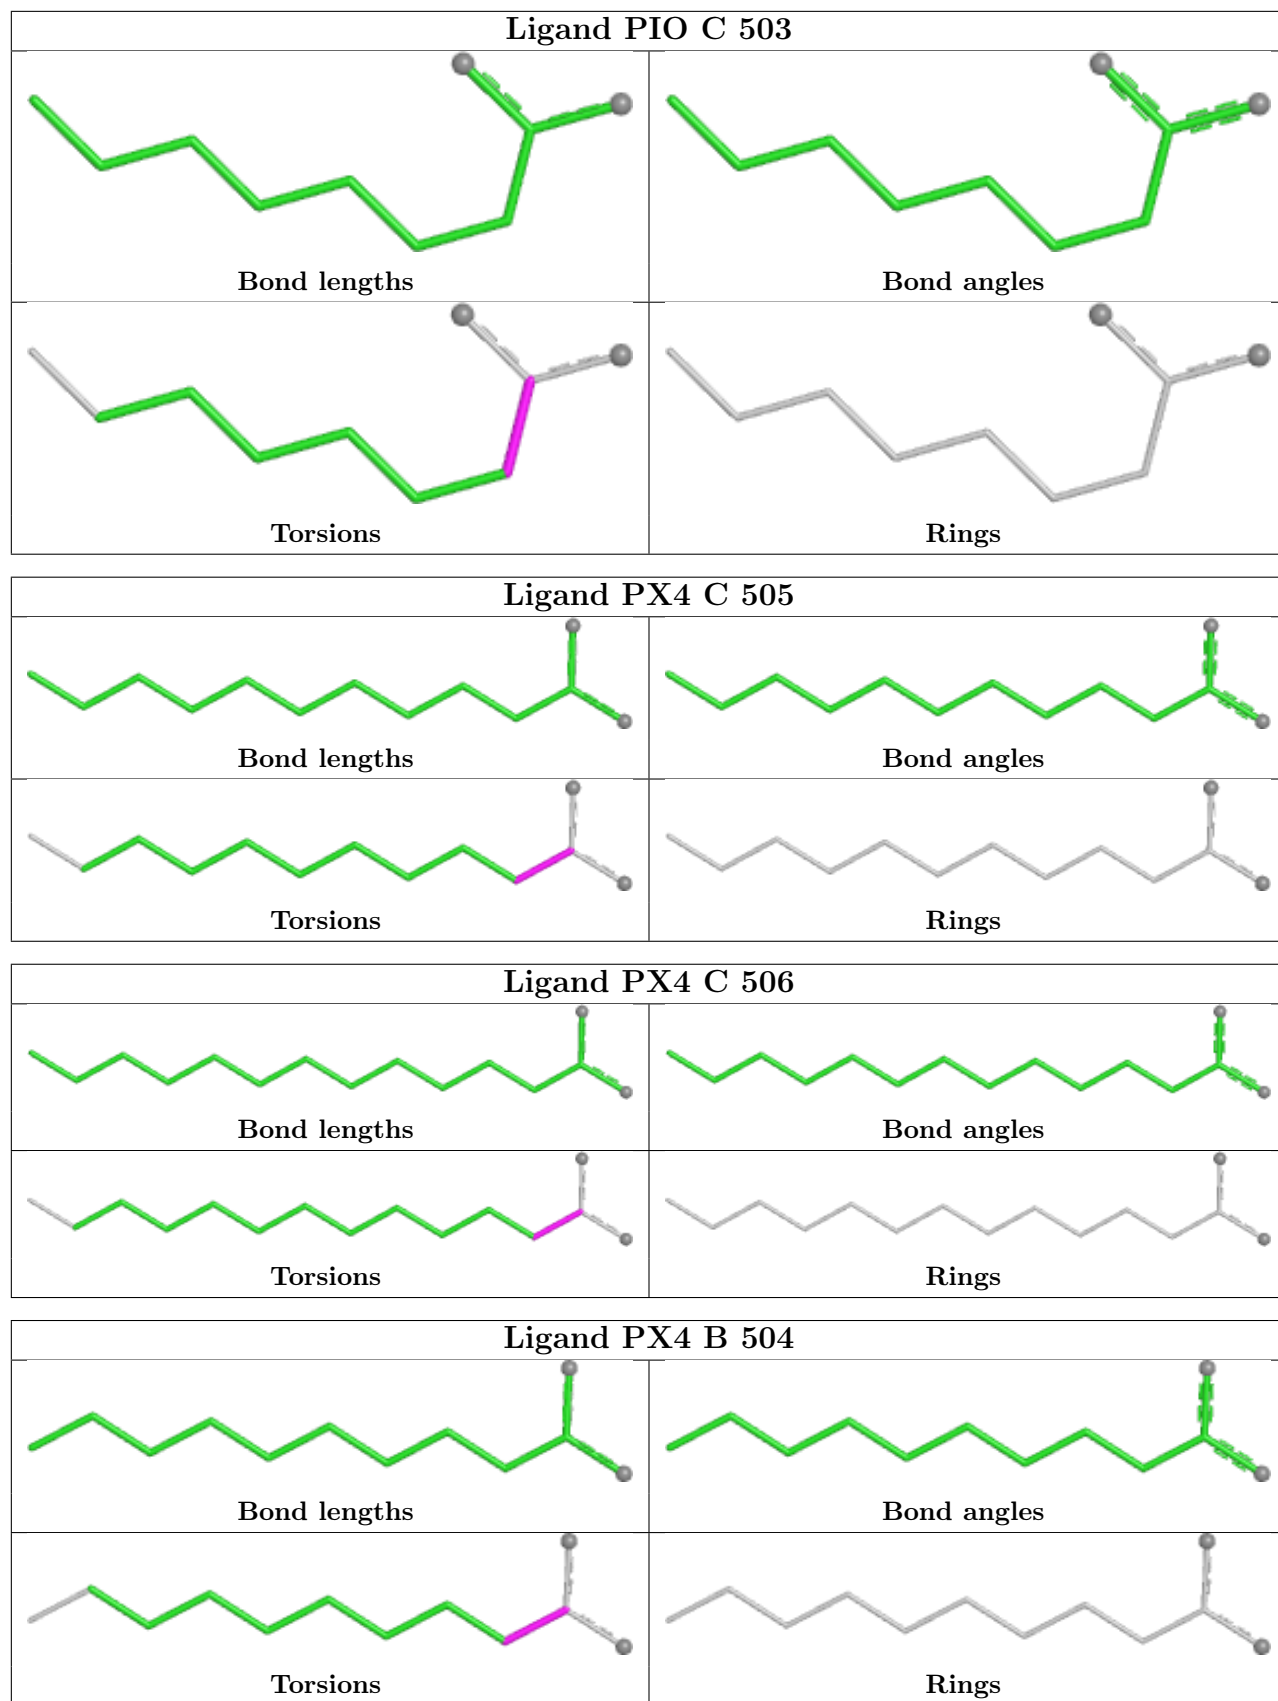 Ligand PIO C 503
Bond lengths
Bond angles
Torsions
Rings
Ligand PX4 C 505
Bond lengths
Bond angles
Torsions
Rings
Ligand PX4 C 506
Bond lengths
Bond angles
Torsions
Rings
Ligand PX4 B 504
Bond lengths
Bond angles
Torsions
Rings